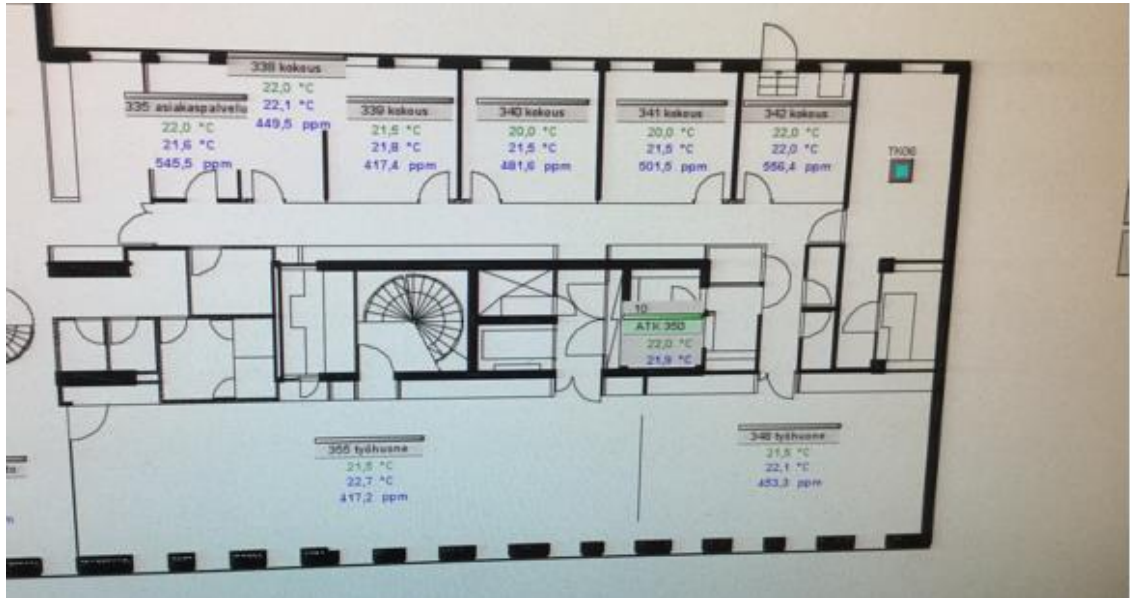 338 kokous
22,0 °C
22,1 °C
449,5 ppm
335 asiakaspalvelu
22,0 °C
21,6 °C
545,5 ppm
339 kokous
21,5 °C
21,8 °C
417,4 ppm
340 kokous
20,0 °C
21,5 °C
481,6 ppm
341 kokous
20,0 °C
21,5 °C
501,5 ppm
342 kokous
22,0 °C
22,0 °C
556,4 ppm
TK06
10
ATK 350
22,0 °C
21,9 °C
355 työhuone
21,5 °C
22,7 °C
417,2 ppm
346 työhuone
21,5 °C
22,1 °C
453,3 ppm